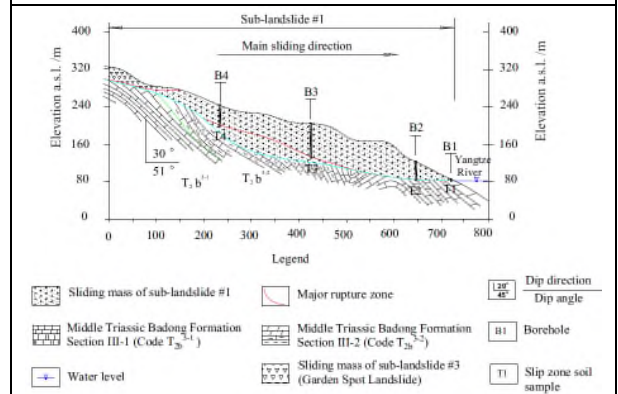 Sub-landslide #1
Main sliding direction
Elevation a.s.l. /m
400
320
240
160
80
0
B4
B3
B2
B1
T4
T3
T2
T1
30°
51°
Yangtze
River
Elevation a.s.l. /m
400
320
240
160
80
0
0 100 200 300 400 500 600 700 800
Legend
Sliding mass of sub-landslide #1
Major rupture zone
Dip direction
Dip angle
Middle Triassic Badong Formation
Section III-1 (Code T2b3-1)
Middle Triassic Badong Formation
Section III-2 (Code T2b3-2)
B1 Borehole
Water level
Sliding mass of sub-landslide #3
(Garden Spot Landslide)
T1 Slip zone soil
sample